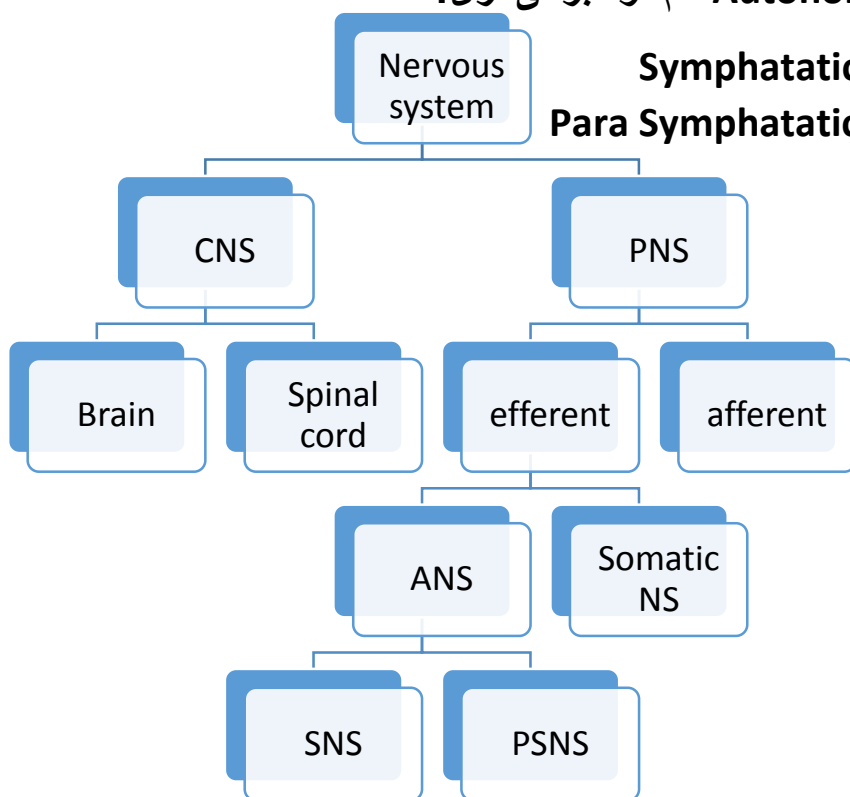 Nervous
system
Symphatatic
Para Symphatatic
CNS
PNS
Brain
Spinal
cord
efferent
afferent
ANS
Somatic
NS
SNS
PSNS